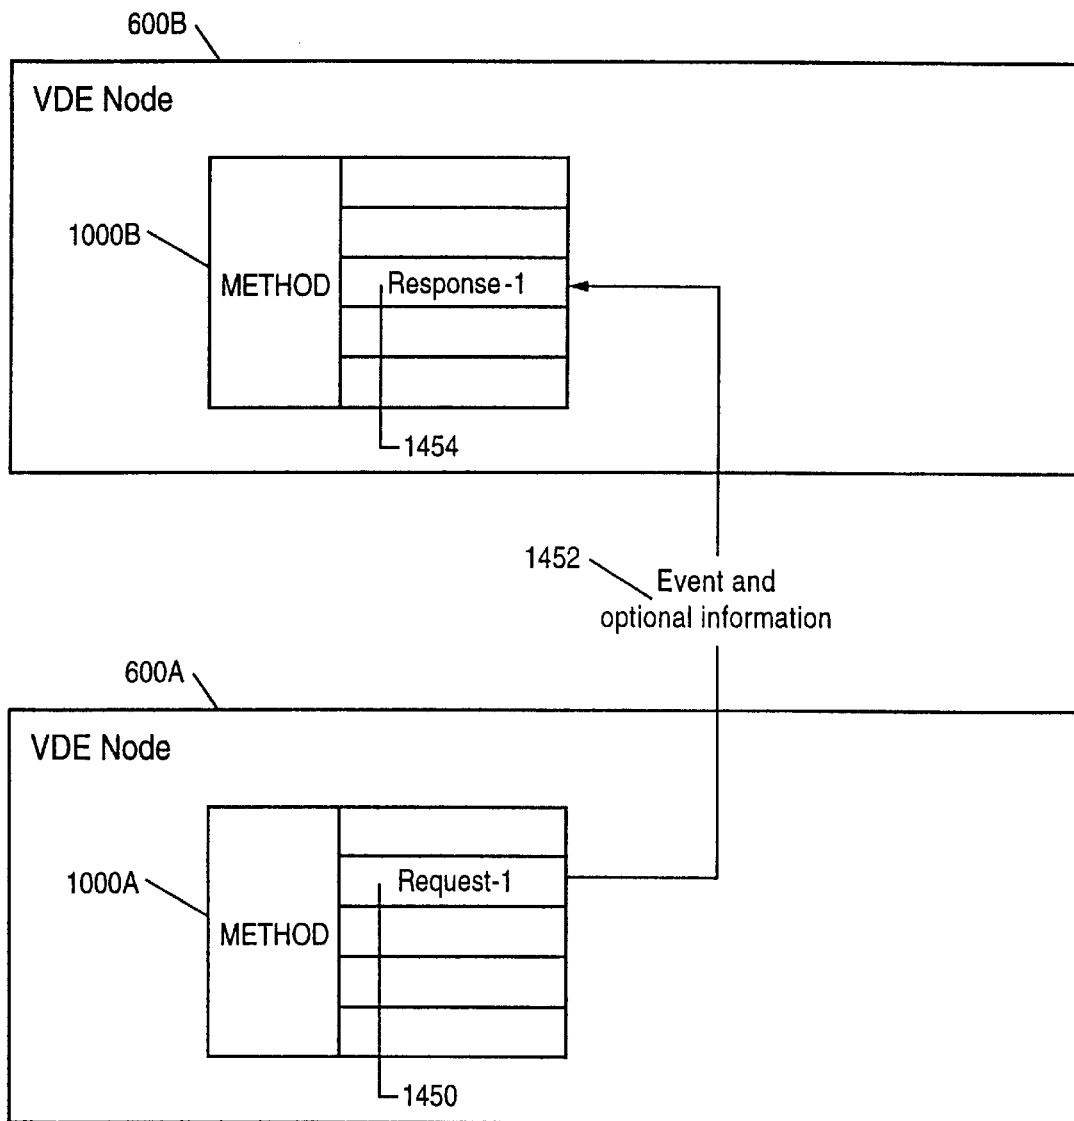 600B
VDE Node
1000B
METHOD
Response-1
1454
1452
Event and
optional information
600A
VDE Node
1000A
METHOD
Request-1
1450